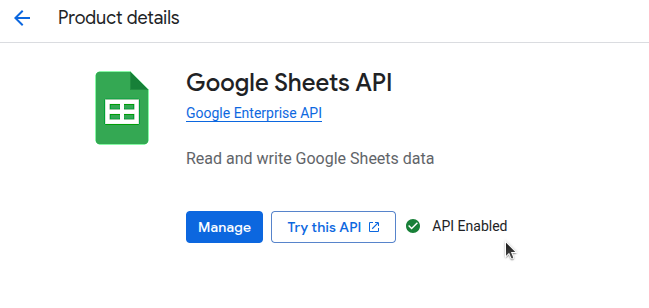 Product details
Google Sheets API
Google Enterprise API
Read and write Google Sheets data
Manage
Try this API
API Enabled